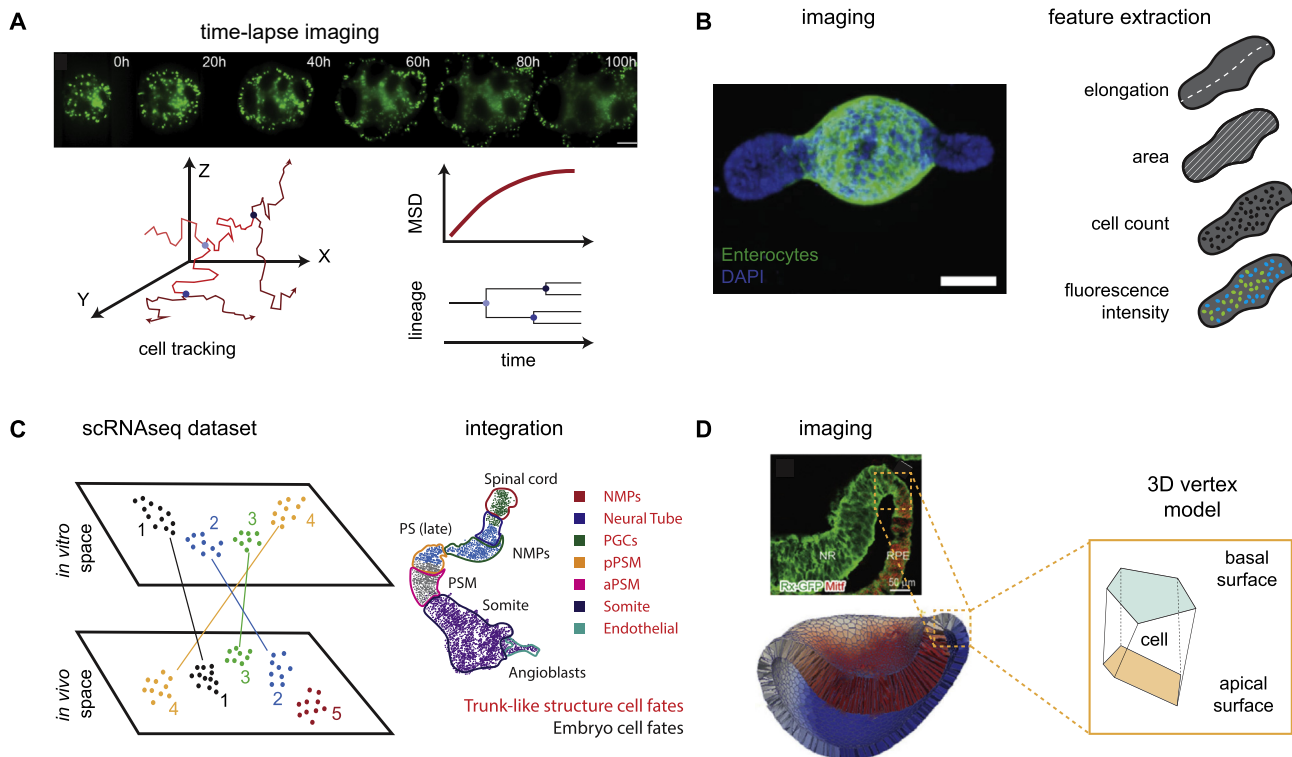 A
time-lapse imaging
0h
20h
40h
60h
80h
100h
Z
X
Y
cell tracking
MSD
lineage
time
B
imaging
feature extraction
Enterocytes
DAPI
elongation
area
cell count
fluorescence
intensity
C
scRNAseq dataset
integration
in vitro
space
1
2
3
4
in vivo
space
4
1
3
2
5
Spinal cord
PS (late)
NMPs
PSM
Somite
Angioblasts
NMPs
Neural Tube
PGCs
pPSM
aPSM
Somite
Endothelial
Trunk-like structure cell fates
Embryo cell fates
D
imaging
NR
RPE
Rx-GFP Mitf
50 μm
3D vertex
model
basal
surface
cell
apical
surface